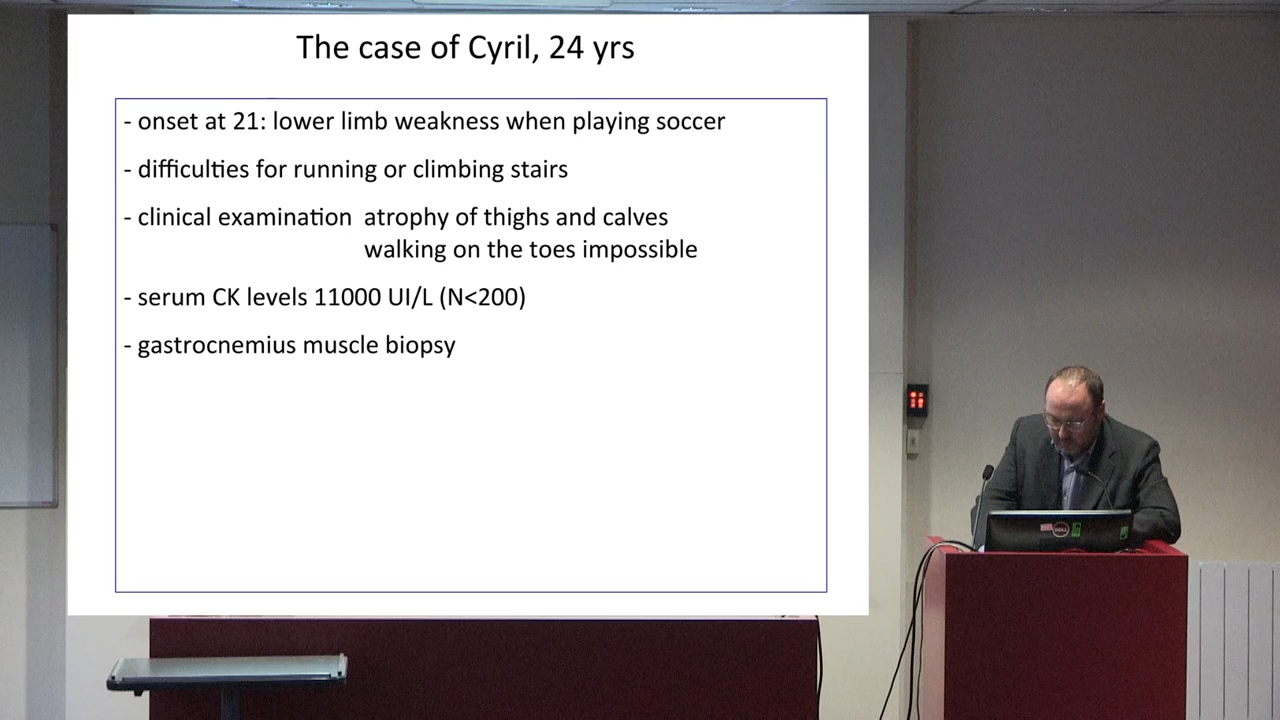 The case of Cyril, 24 yrs
- onset at 21: lower limb weakness when playing soccer
- difficulties for running or climbing stairs
- clinical examination atrophy of thighs and calves
walking on the toes impossible
- serum CK levels 11000 UI/L (N<200)
- gastrocnemius muscle biopsy
DELL